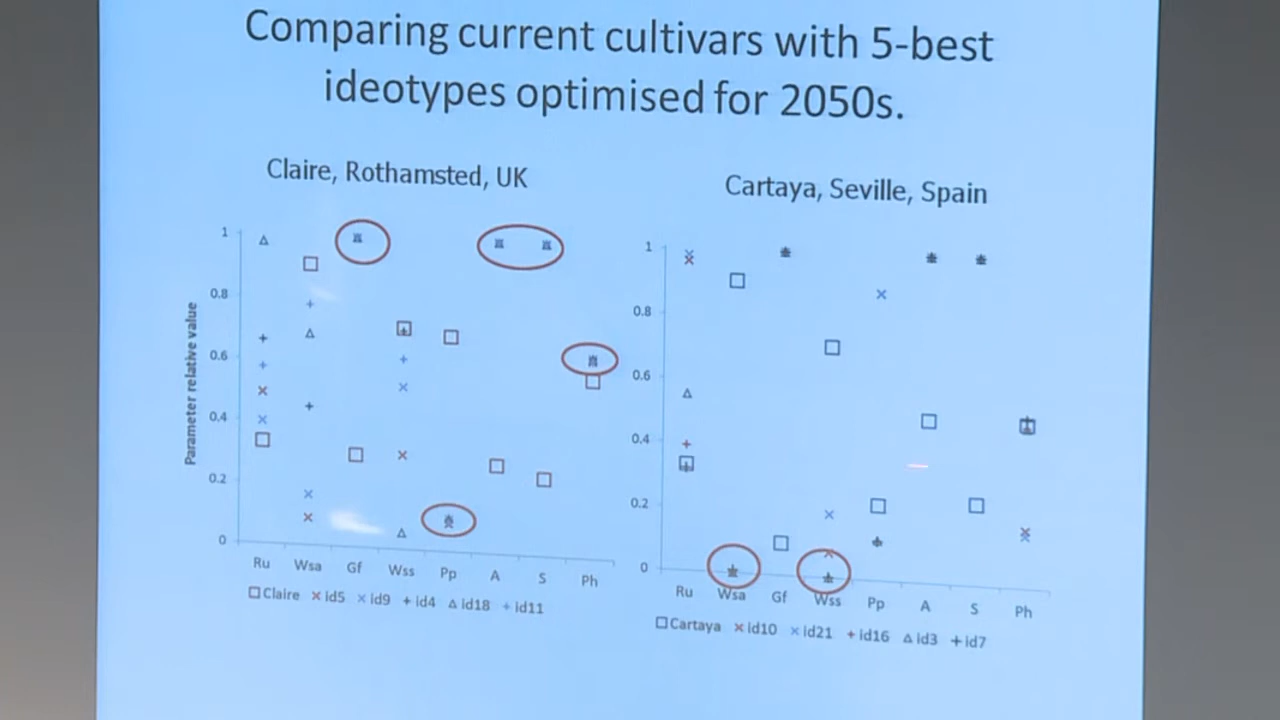 Comparing current cultivars with 5-best
ideotypes optimised for 2050s.
Claire, Rothamsted, UK
Parameter relative value
1
0.8
0.6
0.4
0.2
0
Ru Wsa Gf Wss Pp A S Ph
Claire id5 id9 id4 id18 id11
Cartaya, Seville, Spain
1
0.8
0.6
0.4
0.2
0
Ru Wsa Gf Wss Pp A S Ph
Cartaya id10 id21 id16 id3 id7